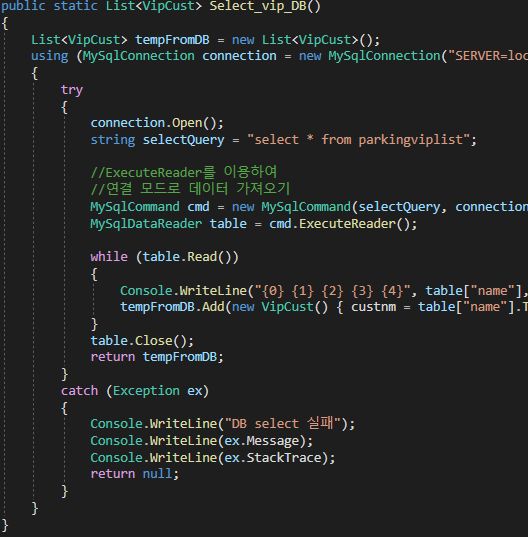 public static List<VipCust> Select_vip_DB()
{
List<VipCust> tempFromDB = new List<VipCust>();
using (MySqlConnection connection = new MySqlConnection("SERVER=loc
{
try
{
connection.Open();
string selectQuery = "select * from parkingviplist";
//ExecuteReader를 이용하여
//연결 모드로 데이터 가져오기
MySqlCommand cmd = new MySqlCommand(selectQuery, connection
MySqlDataReader table = cmd.ExecuteReader();
while (table.Read())
{
Console.WriteLine("{0} {1} {2} {3} {4}", table["name"],
tempFromDB.Add(new VipCust() { custnm = table["name"].T
}
table.Close();
return tempFromDB;
}
catch (Exception ex)
{
Console.WriteLine("DB select 실패");
Console.WriteLine(ex.Message);
Console.WriteLine(ex.StackTrace);
return null;
}
}
}